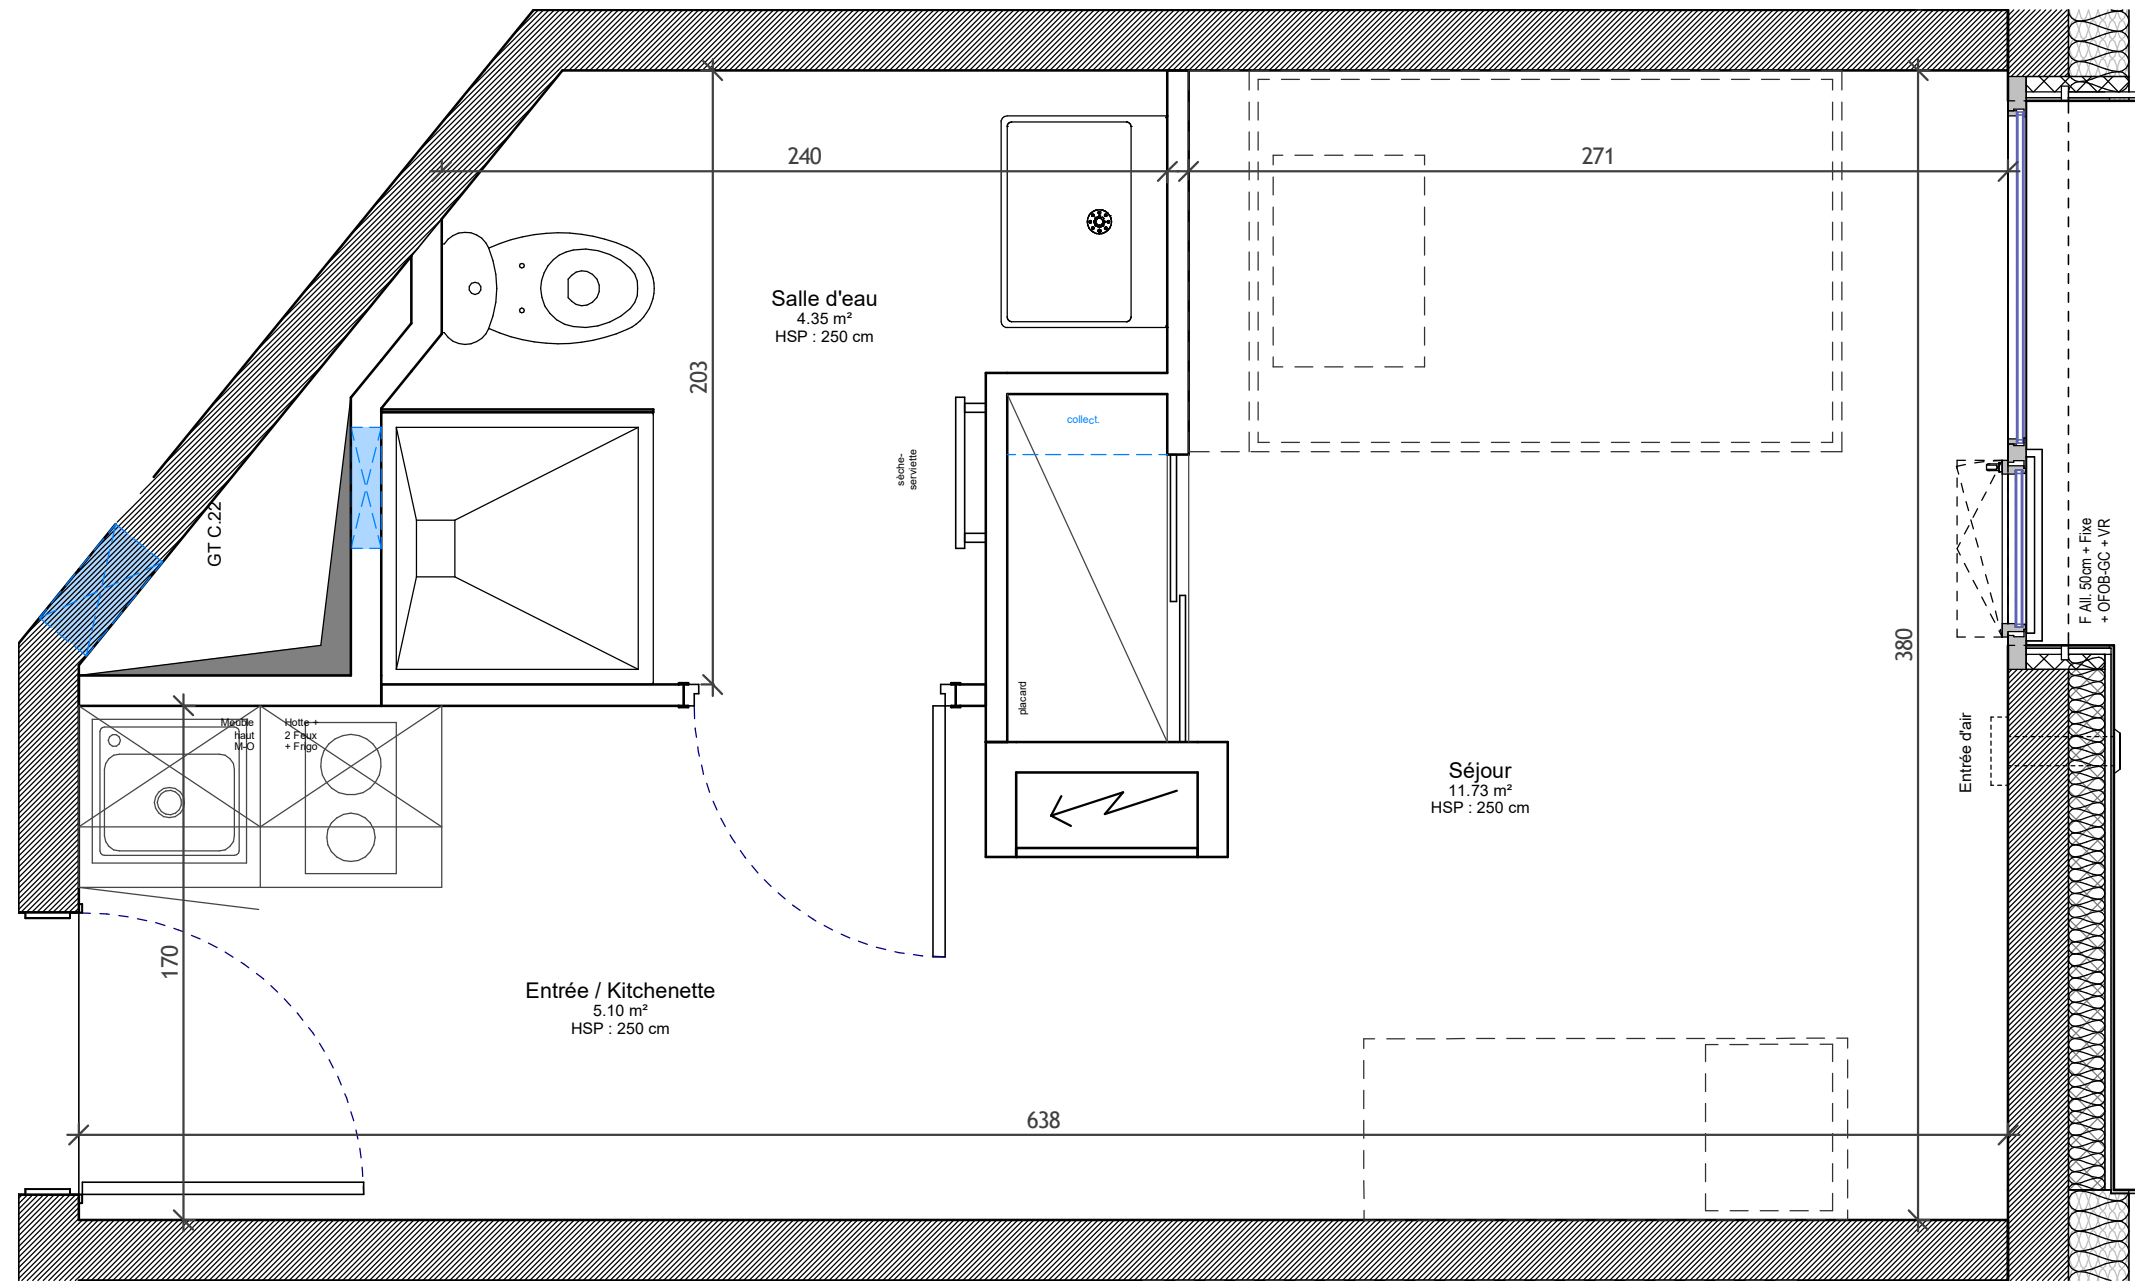 240
271
Salle d'eau
4.35 m²
HSP : 250 cm
203
collect.
sèche-
serviette
GT C.22
placard
380
F All. 50cm + Fixe
+ OFOB-GC + VR
Entrée d'air
Meuble
haut
M-O
Hotte +
2 Feux
+ Frigo
Séjour
11.73 m²
HSP : 250 cm
170
Entrée / Kitchenette
5.10 m²
HSP : 250 cm
638